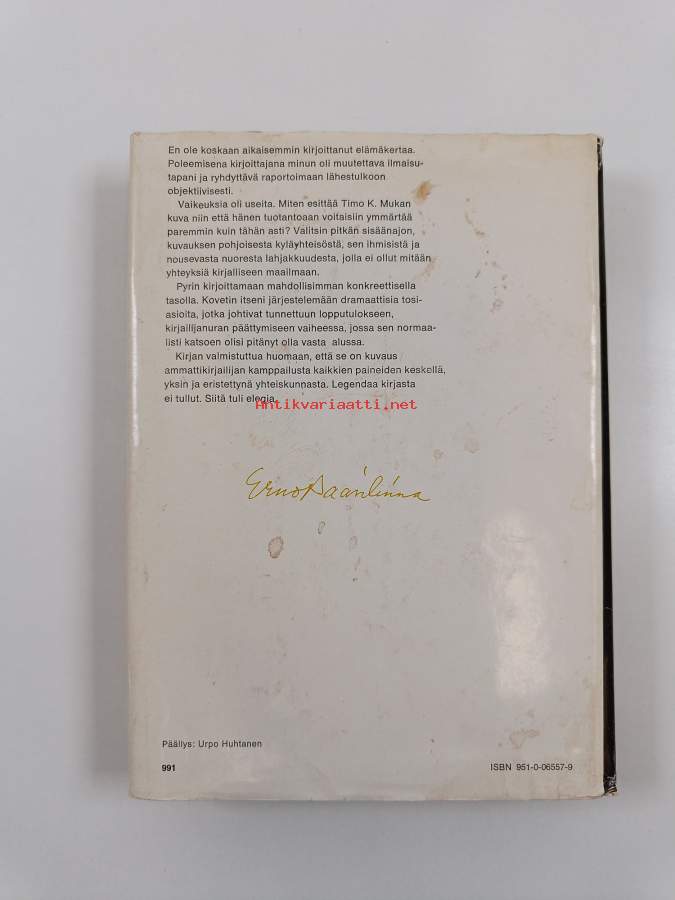 En ole koskaan aikaisemmin kirjoittanut elämäkertaa.
Poleemisena kirjoittajana minun oli muutettava ilmaisu-
tapani ja ryhdyttävä raportoimaan lähestulkoon
objektiivisesti.
Vaikeuksia oli useita. Miten esittää Timo K. Mukan
kuva niin että hänen tuotantoaan voitaisiin ymmärtää
paremmin kuin tähän asti? Valitsin pitkän sisäänajon,
kuvauksen pohjoisesta kyläyhteisöstä, sen ihmisistä ja
nousevasta nuoresta lahjakkuudesta, jolla ei ollut mitään
yhteyksiä kirjalliseen maailmaan.
Pyrin kirjoittamaan mahdollisimman konkreettisella
tasolla. Kovetin itseni järjestelemään dramaattisia tosi-
asioita, jotka johtivat tunnettuun lopputulokseen,
kirjailijanuran päättymiseen vaiheessa, jossa sen normaa-
listi katsoen olisi pitänyt olla vasta alussa.
Kirjan valmistuttua huomaan, että se on kuvaus
ammattikirjailijan kamppailusta kaikkien paineiden keskellä,
yksin ja eristettynä yhteiskunnasta. Legendaa kirjasta
ei tullut. Siitä tuli elegia.
Antikvariaatti.net
Erno Paasilinna
Päällys: Urpo Huhtanen
991
ISBN 951-0-06557-9